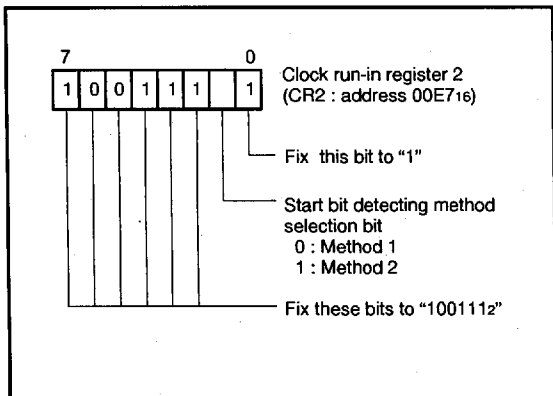 7 0
1 0 0 1 1 1 1
Clock run-in register 2
(CR2 : address 00E716)
Fix this bit to “1”
Start bit detecting method
selection bit
0 : Method 1
1 : Method 2
Fix these bits to “1001112”